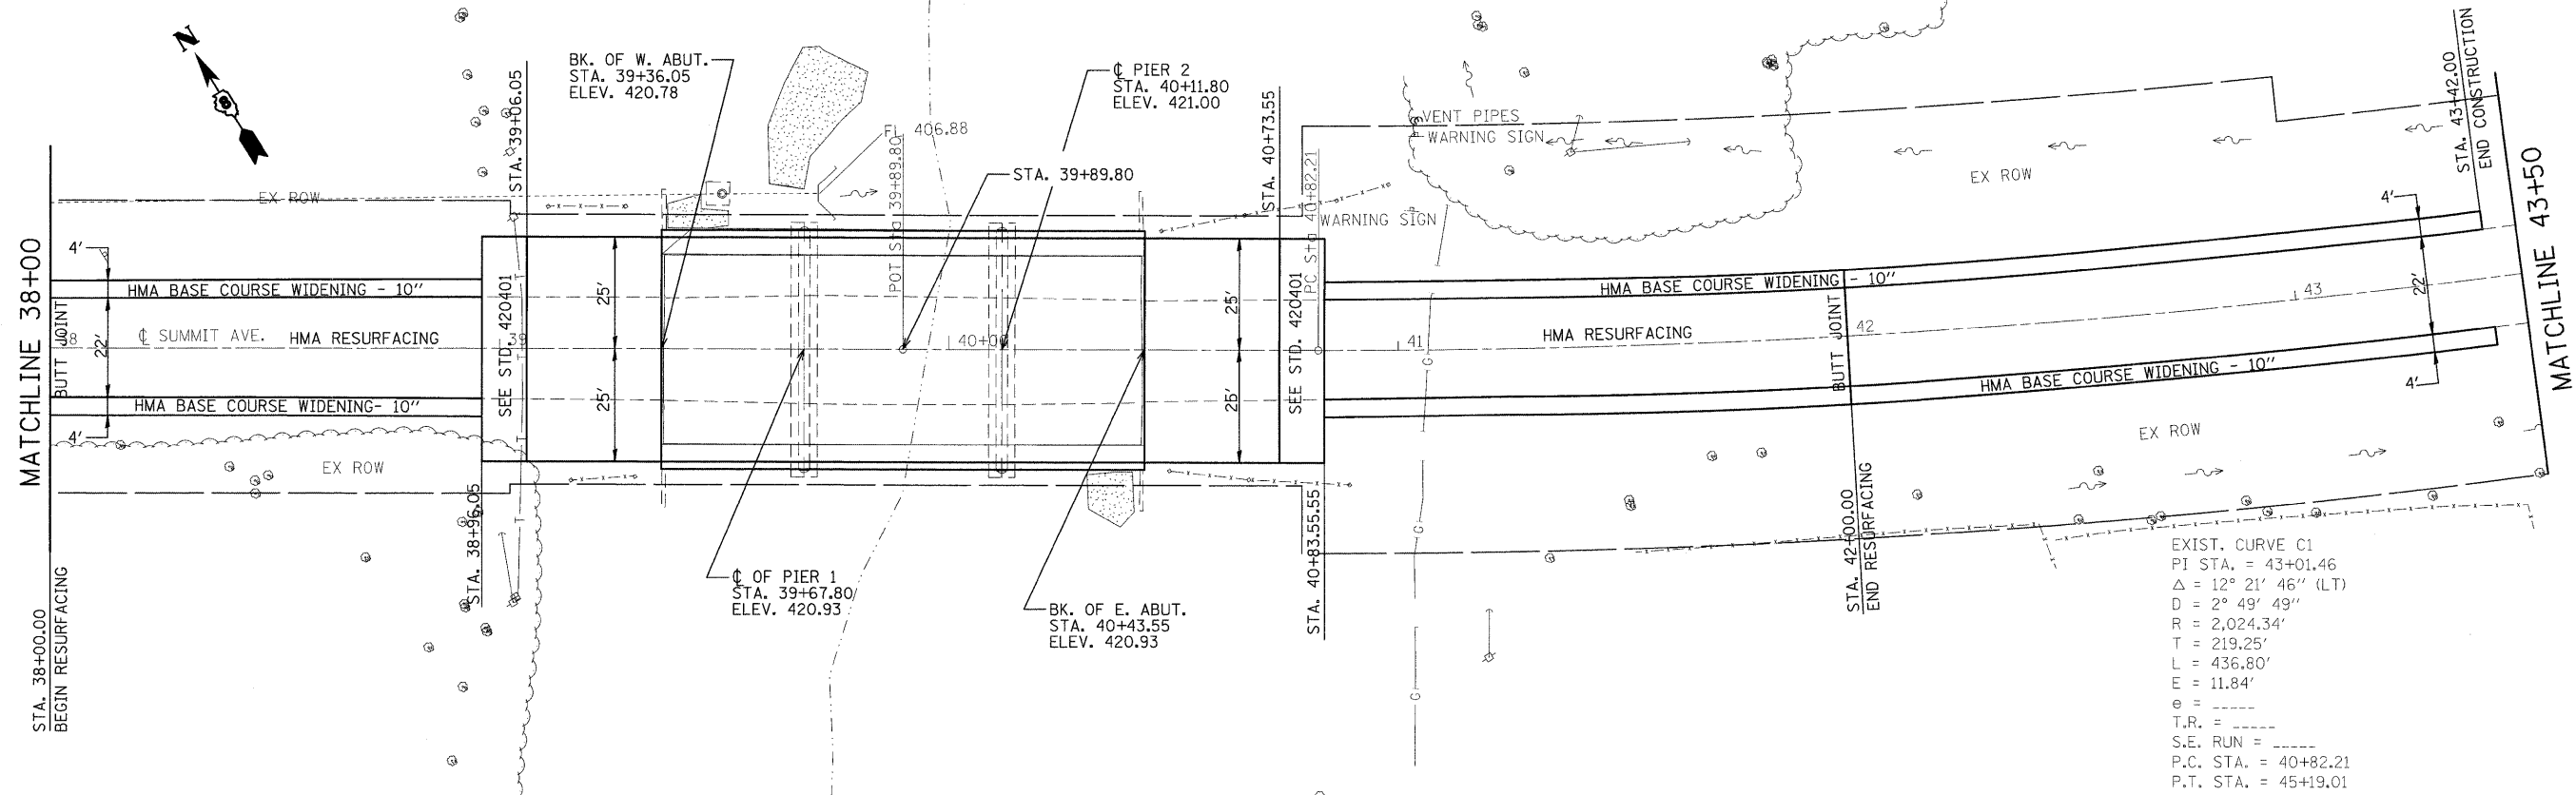 N
8
MATCHLINE 38+00
STA. 38+00.00
BEGIN RESURFACING
BUTT JOINT
38
4'
22'
4'
EX ROW
HMA BASE COURSE WIDENING - 10"
℄ SUMMIT AVE.
HMA RESURFACING
HMA BASE COURSE WIDENING- 10"
EX ROW
39
STA. 39+06.05
SEE STD. 420401
STA. 38+96.05
T
T
T
25'
25'
BK. OF W. ABUT.
STA. 39+36.05
ELEV. 420.78
℄ OF PIER 1
STA. 39+67.80
ELEV. 420.93
FL 406.88
POT Sta 39+89.80
STA. 39+89.80
40+00
℄ PIER 2
STA. 40+11.80
ELEV. 421.00
BK. OF E. ABUT.
STA. 40+43.55
ELEV. 420.93
25'
25'
STA. 40+73.55
SEE STD. 420401
PC Sta 40+82.21
STA. 40+83.55.55
VENT PIPES
WARNING SIGN
WARNING SIGN
G
G
G
41
HMA RESURFACING
HMA BASE COURSE WIDENING - 10"
BUTT JOINT
42
STA. 42+00.00
END RESURFACING
HMA BASE COURSE WIDENING - 10"
EX ROW
EX ROW
43
4'
22'
4'
STA. 43+42.00
END CONSTRUCTION
MATCHLINE 43+50
EXIST. CURVE C1
PI STA. = 43+01.46
Δ = 12° 21' 46" (LT)
D = 2° 49' 49"
R = 2,024.34'
T = 219.25'
L = 436.80'
E = 11.84'
e = _____
T.R. = _____
S.E. RUN = _____
P.C. STA. = 40+82.21
P.T. STA. = 45+19.01